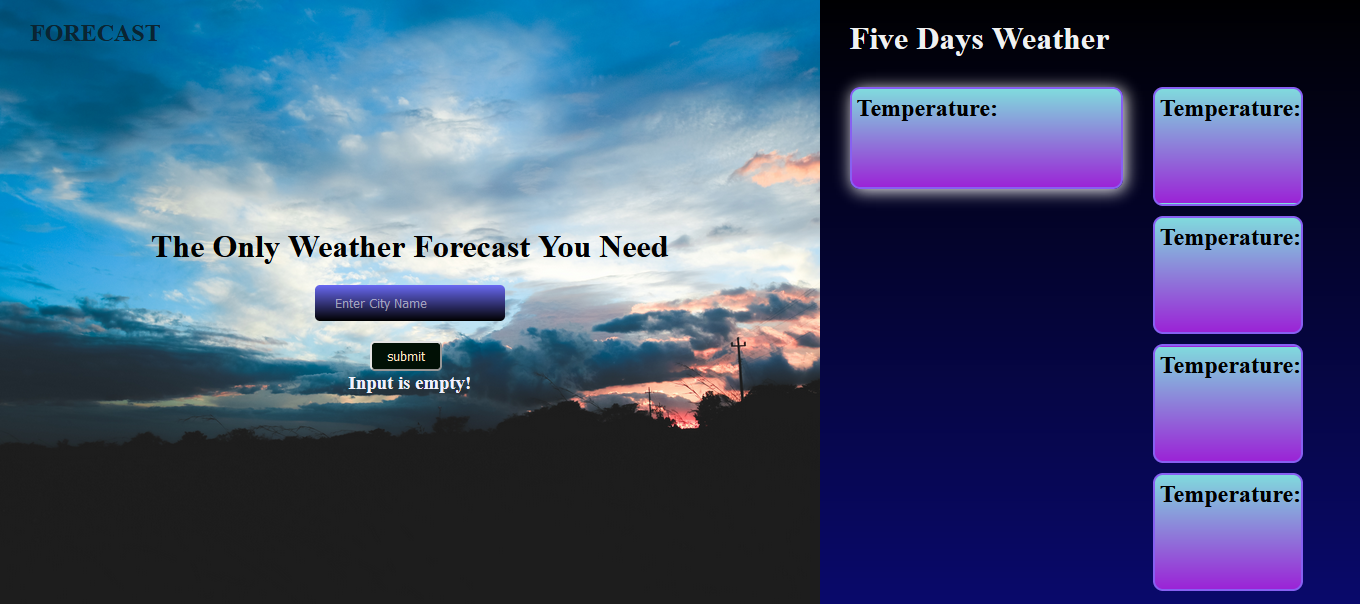 FORECAST
The Only Weather Forecast You Need
Enter City Name
submit
Input is empty!
Five Days Weather
Temperature:
Temperature:
Temperature:
Temperature:
Temperature: